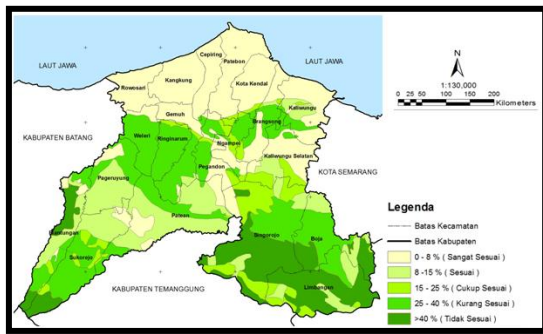 LAUT JAWA
LAUT JAWA
Cepiring
Patebon
Rowosari
Kangkung
Kota Kendal
Gemuh
Kaliwungu
Brangsong
Weleri
Ringinarum
Ngampel
KABUPATEN BATANG
Pegandon
Kaliwungu Selatan
KOTA SEMARANG
Pageruyung
Patean
Sukorejo
Singorojo
Boja
Limbangan
KABUPATEN TEMANGGUNG
N
1:130,000
0 25 50 100 150 200
Kilometers
Legenda
Batas Kecamatan
Batas Kabupaten
0 - 8 % ( Sangat Sesuai )
8 -15 % ( Sesuai )
15 - 25 % ( Cukup Sesuai )
25 - 40 % ( Kurang Sesuai )
>40 % ( Tidak Sesuai )